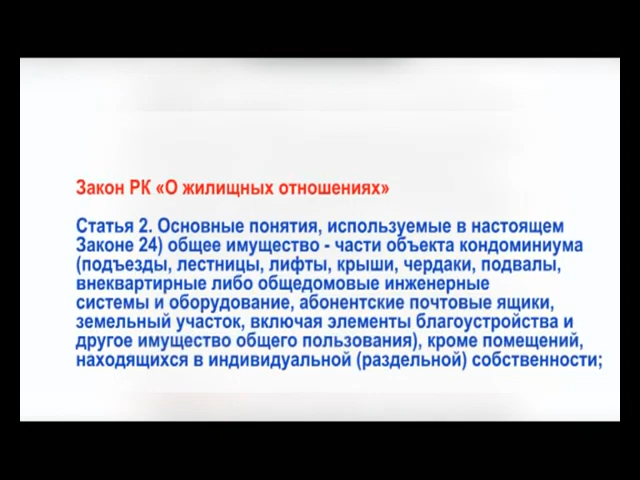 Закон РК «О жилищных отношениях»
Статья 2. Основные понятия, используемые в настоящем
Законе 24) общее имущество - части объекта кондоминиума
(подъезды, лестницы, лифты, крыши, чердаки, подвалы,
внеквартирные либо общедомовые инженерные
системы и оборудование, абонентские почтовые ящики,
земельный участок, включая элементы благоустройства и
другое имущество общего пользования), кроме помещений,
находящихся в индивидуальной (раздельной) собственности;